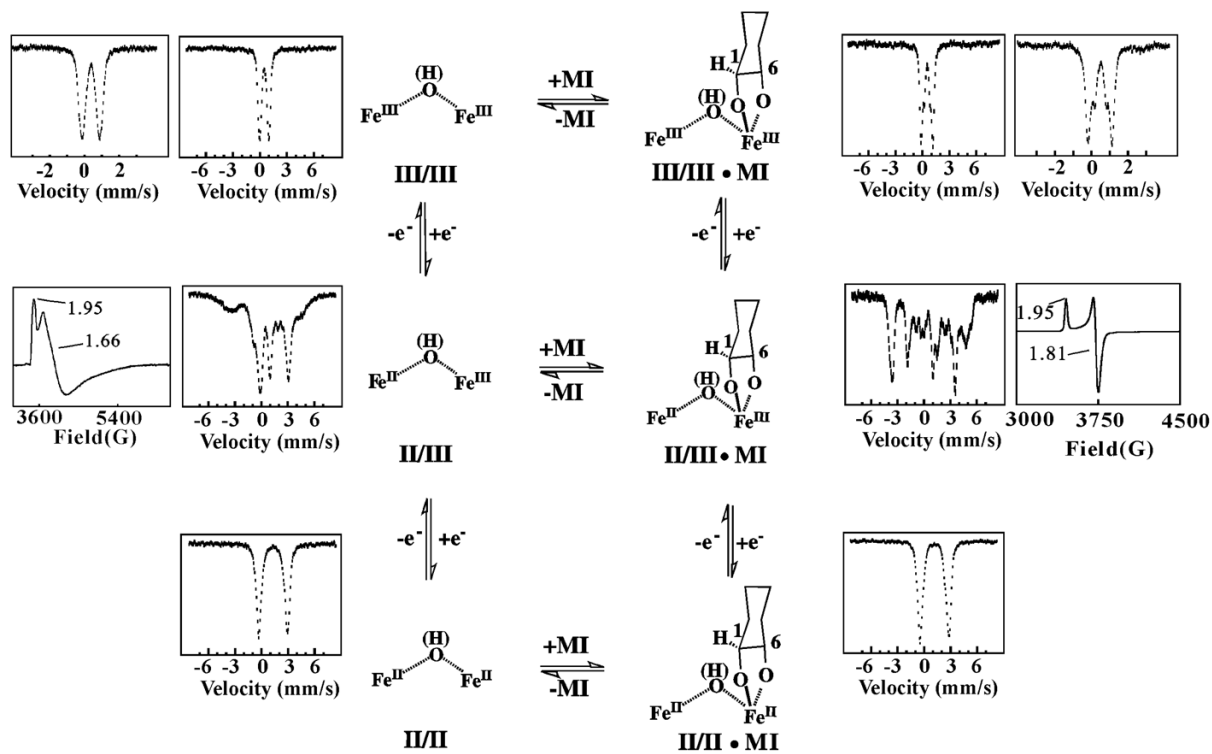 (H)
O
Fe^III Fe^III
III/III
+MI
-MI
H
1
6
(H)
O
O
O
Fe^III
Fe^III
III/III • MI
-2 0 2
Velocity (mm/s)
-6 -3 0 3 6
Velocity (mm/s)
-6 -3 0 3 6
Velocity (mm/s)
-2 0 2
Velocity (mm/s)
-e⁻ +e⁻
-e⁻ +e⁻
1.95
1.66
3600 5400
Field(G)
-6 -3 0 3 6
Velocity (mm/s)
(H)
O
Fe^II Fe^III
II/III
+MI
-MI
H
1
6
(H)
O
O
O
Fe^II
Fe^III
II/III • MI
-6 -3 0 3 6
Velocity (mm/s)
1.95
1.81
3000 3750 4500
Field(G)
-e⁻ +e⁻
-e⁻ +e⁻
-6 -3 0 3 6
Velocity (mm/s)
(H)
O
Fe^II Fe^II
II/II
+MI
-MI
H
1
6
(H)
O
O
O
Fe^II
Fe^II
II/II • MI
-6 -3 0 3 6
Velocity (mm/s)